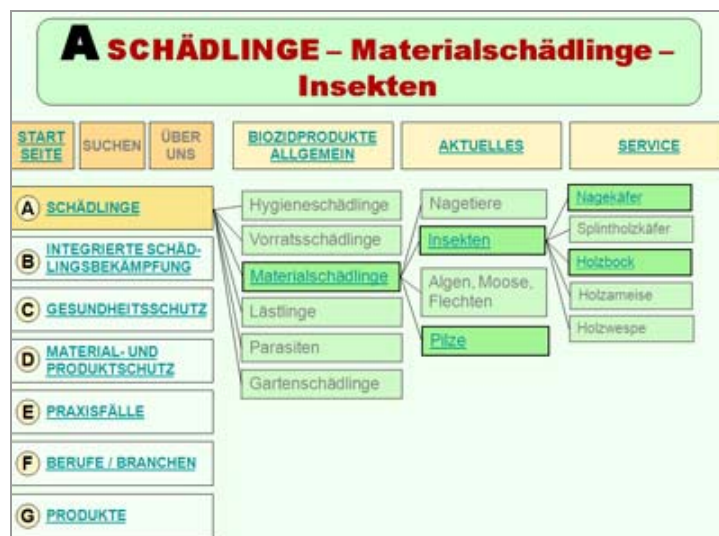 A SCHÄDLINGE – Materialschädlinge –
Insekten
START
SEITE
SUCHEN
ÜBER
UNS
BIOZIDPRODUKTE
ALLGEMEIN
AKTUELLES
SERVICE
A SCHÄDLINGE
B INTEGRIERTE SCHÄD-
LINGSBEKÄMPFUNG
C GESUNDHEITSSCHUTZ
D MATERIAL- UND
PRODUKTSCHUTZ
E PRAXISFÄLLE
F BERUFE / BRANCHEN
G PRODUKTE
Hygieneschädlinge
Vorratsschädlinge
Materialschädlinge
Lästlinge
Parasiten
Gartenschädlinge
Nagetiere
Insekten
Algen, Moose,
Flechten
Pilze
Nagekäfer
Splintholzkäfer
Holzbock
Holzameise
Holzwespe